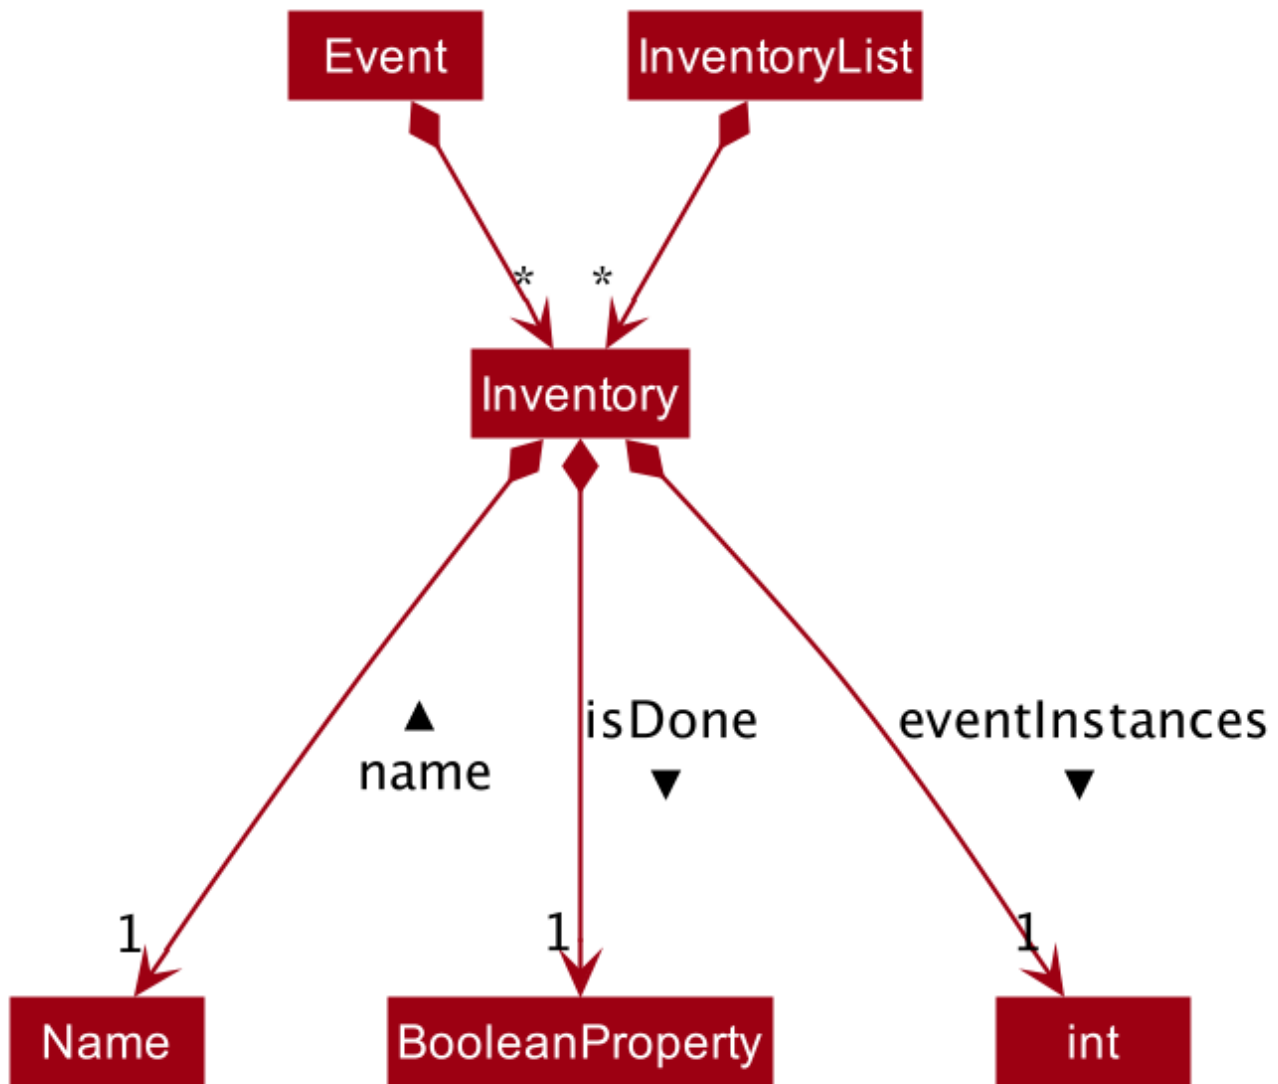 Event
InventoryList
*
*
Inventory
▲
name
isDone
▼
eventInstances
▼
1
1
1
Name
BooleanProperty
int